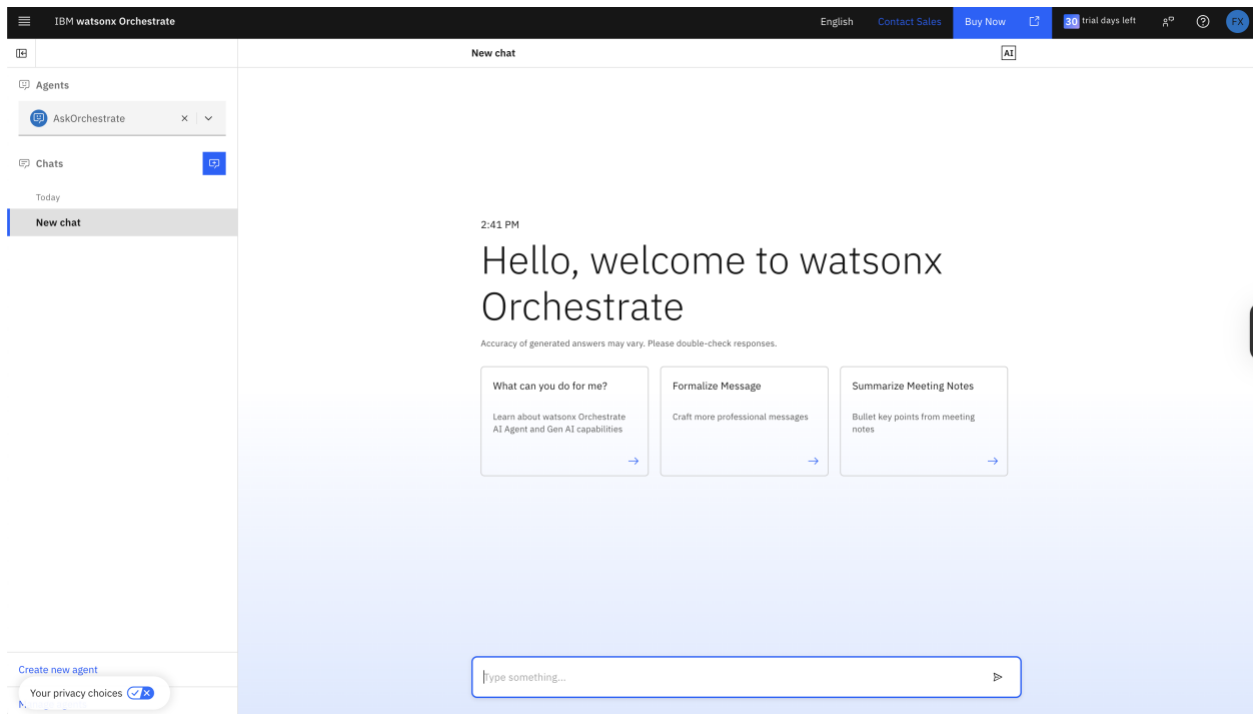 IBM watsonx Orchestrate
English
Contact Sales
Buy Now
30 trial days left
FX
New chat
AI
Agents
AskOrchestrate
Chats
Today
New chat
2:41 PM
Hello, welcome to watsonx
Orchestrate
Accuracy of generated answers may vary. Please double-check responses.
What can you do for me?
Learn about watsonx Orchestrate
AI Agent and Gen AI capabilities
Formalize Message
Craft more professional messages
Summarize Meeting Notes
Bullet key points from meeting
notes
Create new agent
Your privacy choices
Type something...